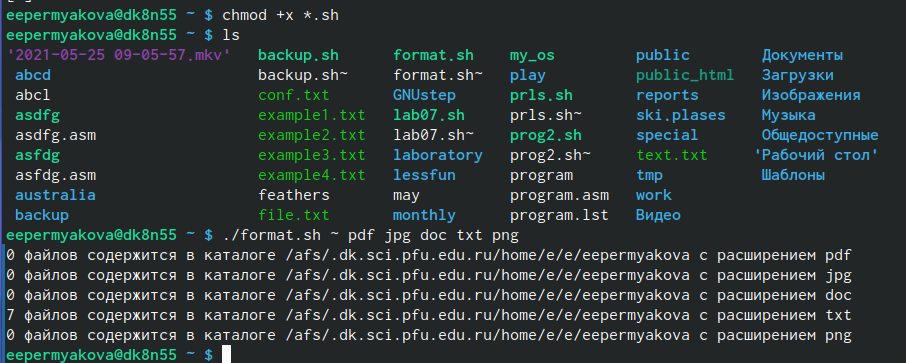 eepermyakova@dk8n55 ~ $ chmod +x *.sh
eepermyakova@dk8n55 ~ $ ls
'2021-05-25 09-05-57.mkv' backup.sh format.sh my_os public Документы
abcd backup.sh~ format.sh~ play public_html Загрузки
abcl conf.txt GNUstep prls.sh reports Изображения
asdfg example1.txt lab07.sh prls.sh~ ski.plases Музыка
asdfg.asm example2.txt lab07.sh~ prog2.sh special Общедоступные
asfdg example3.txt laboratory prog2.sh~ text.txt 'Рабочий стол'
asfdg.asm example4.txt lessfun program tmp Шаблоны
australia feathers may program.asm work
backup file.txt monthly program.lst Видео
eepermyakova@dk8n55 ~ $ ./format.sh ~ pdf jpg doc txt png
0 файлов содержится в каталоге /afs/.dk.sci.pfu.edu.ru/home/e/e/eepermyakova с расширением pdf
0 файлов содержится в каталоге /afs/.dk.sci.pfu.edu.ru/home/e/e/eepermyakova с расширением jpg
0 файлов содержится в каталоге /afs/.dk.sci.pfu.edu.ru/home/e/e/eepermyakova с расширением doc
7 файлов содержится в каталоге /afs/.dk.sci.pfu.edu.ru/home/e/e/eepermyakova с расширением txt
0 файлов содержится в каталоге /afs/.dk.sci.pfu.edu.ru/home/e/e/eepermyakova с расширением png
eepermyakova@dk8n55 ~ $